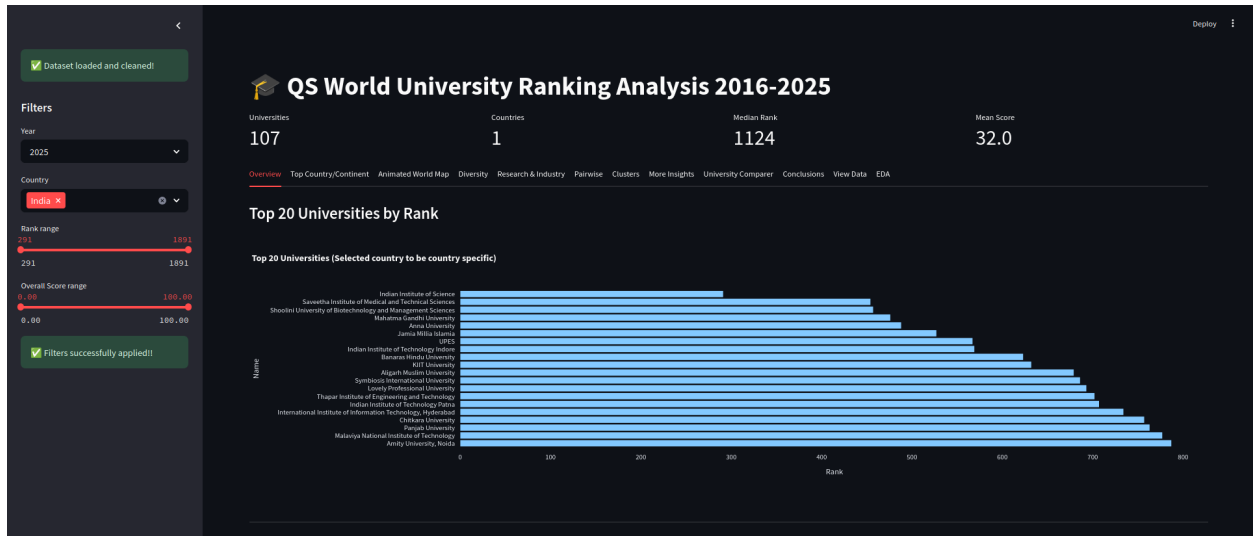 Deploy
✅ Dataset loaded and cleaned!
Filters
Year
2025
Country
India ×
Rank range
291 1891
291 1891
Overall Score range
0.00 100.00
0.00 100.00
✅ Filters successfully applied!!
🎓 QS World University Ranking Analysis 2016-2025
Universities Countries Median Rank Mean Score
107 1 1124 32.0
Overview Top Country/Continent Animated World Map Diversity Research & Industry Pairwise Clusters More Insights University Comparer Conclusions View Data EDA
Top 20 Universities by Rank
Top 20 Universities (Selected country to be country specific)
Name
Indian Institute of Science
Saveetha Institute of Medical and Technical Sciences
Shoolini University of Biotechnology and Management Sciences
Mahatma Gandhi University
Anna University
Jamia Millia Islamia
UPES
Indian Institute of Technology Indore
Banaras Hindu University
KIIT University
Aligarh Muslim University
Symbiosis International University
Lovely Professional University
Thapar Institute of Engineering and Technology
Indian Institute of Technology Patna
International Institute of Information Technology, Hyderabad
Chitkara University
Panjab University
Malaviya National Institute of Technology
Amity University, Noida
0 100 200 300 400 500 600 700 800
Rank